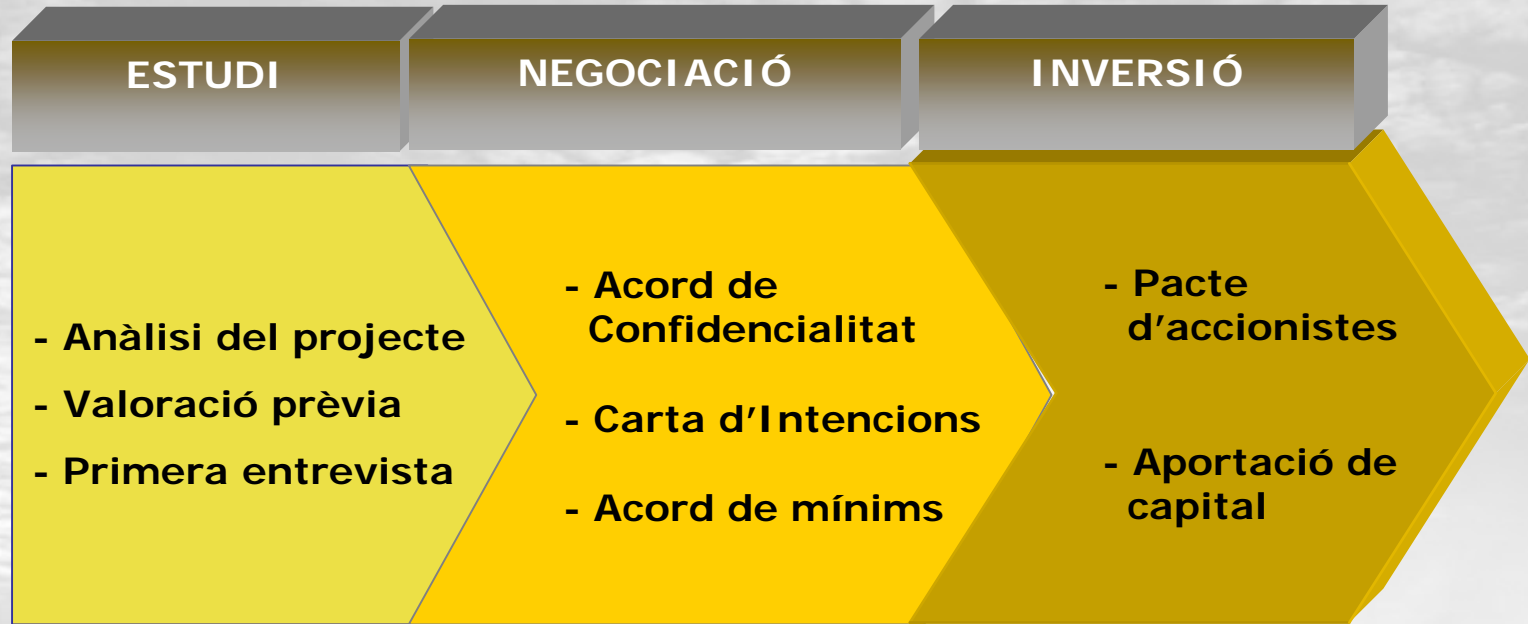 ESTUDI
NEGOCIACIÓ
INVERSIÓ
- Anàlisi del projecte
- Valoració prèvia
- Primera entrevista
- Acord de
Confidencialitat
- Carta d’Intencions
- Acord de mínims
- Pacte
d’accionistes
- Aportació de
capital